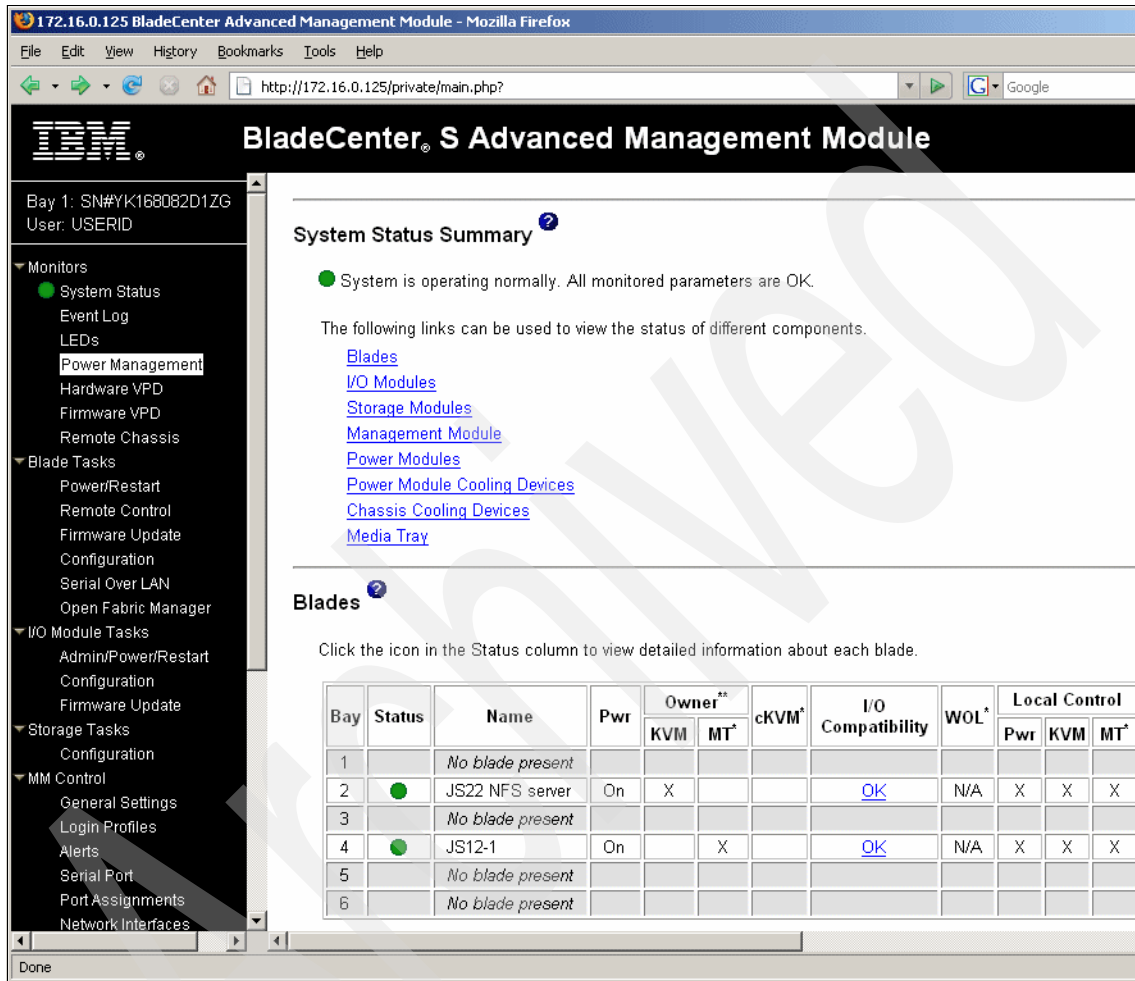 172.16.0.125 BladeCenter Advanced Management Module - Mozilla Firefox
File Edit View History Bookmarks Tools Help
http://172.16.0.125/private/main.php?
G Google
IBM® BladeCenter® S Advanced Management Module
Bay 1: SN#YK168082D1ZG
User: USERID
Monitors
System Status
Event Log
LEDs
Power Management
Hardware VPD
Firmware VPD
Remote Chassis
Blade Tasks
Power/Restart
Remote Control
Firmware Update
Configuration
Serial Over LAN
Open Fabric Manager
I/O Module Tasks
Admin/Power/Restart
Configuration
Firmware Update
Storage Tasks
Configuration
MM Control
General Settings
Login Profiles
Alerts
Serial Port
Port Assignments
Network Interfaces
System Status Summary ?
System is operating normally. All monitored parameters are OK.
The following links can be used to view the status of different components.
Blades
I/O Modules
Storage Modules
Management Module
Power Modules
Power Module Cooling Devices
Chassis Cooling Devices
Media Tray
Blades ?
Click the icon in the Status column to view detailed information about each blade.
Bay Status Name Pwr Owner** cKVM* I/O Compatibility WOL* Local Control
KVM MT* Pwr KVM MT*
1 No blade present
2 JS22 NFS server On X OK N/A X X X
3 No blade present
4 JS12-1 On X OK N/A X X X
5 No blade present
6 No blade present
Done
Archived